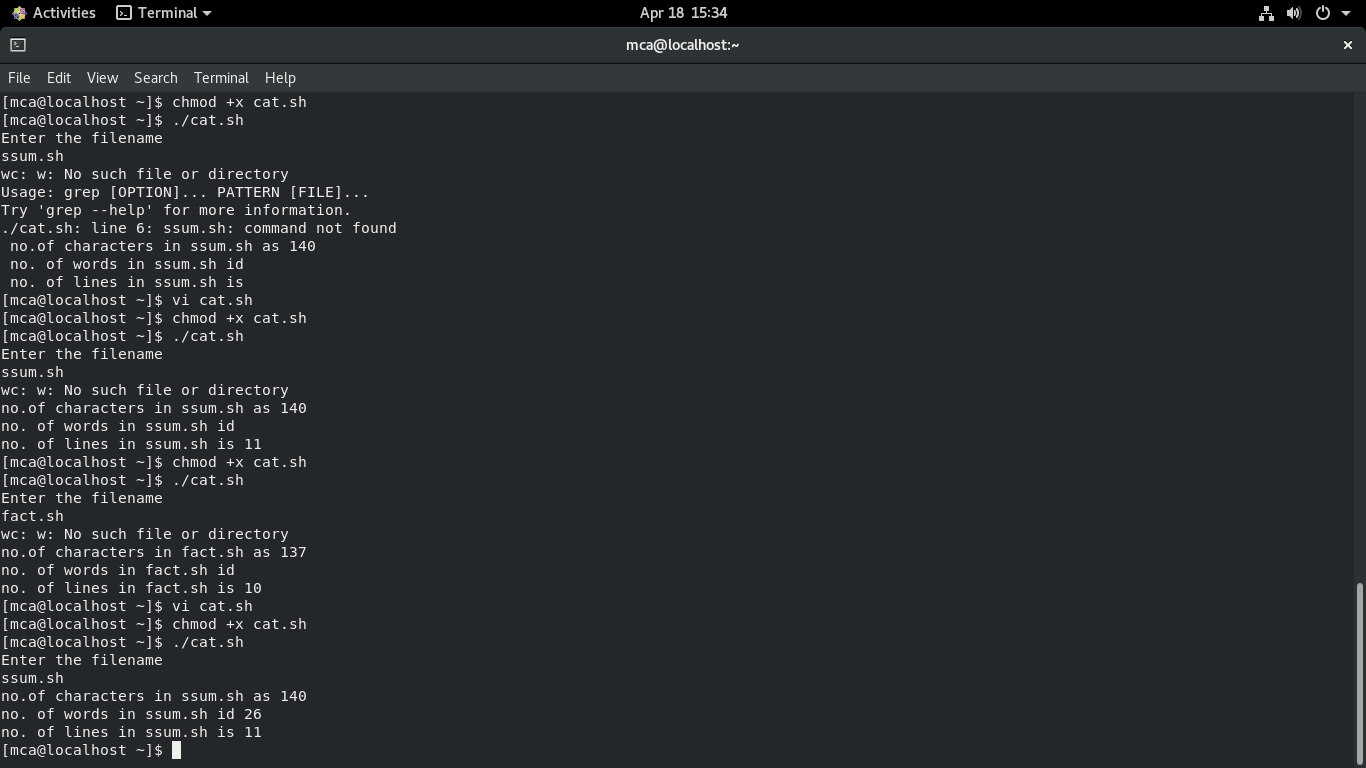 Activities Terminal Apr 18 15:34
mca@localhost:~
File Edit View Search Terminal Help
[mca@localhost ~]$ chmod +x cat.sh
[mca@localhost ~]$ ./cat.sh
Enter the filename
ssum.sh
wc: w: No such file or directory
Usage: grep [OPTION]... PATTERN [FILE]...
Try 'grep --help' for more information.
./cat.sh: line 6: ssum.sh: command not found
 no.of characters in ssum.sh as 140
 no. of words in ssum.sh id
 no. of lines in ssum.sh is
[mca@localhost ~]$ vi cat.sh
[mca@localhost ~]$ chmod +x cat.sh
[mca@localhost ~]$ ./cat.sh
Enter the filename
ssum.sh
wc: w: No such file or directory
no.of characters in ssum.sh as 140
no. of words in ssum.sh id
no. of lines in ssum.sh is 11
[mca@localhost ~]$ chmod +x cat.sh
[mca@localhost ~]$ ./cat.sh
Enter the filename
fact.sh
wc: w: No such file or directory
no.of characters in fact.sh as 137
no. of words in fact.sh id
no. of lines in fact.sh is 10
[mca@localhost ~]$ vi cat.sh
[mca@localhost ~]$ chmod +x cat.sh
[mca@localhost ~]$ ./cat.sh
Enter the filename
ssum.sh
no.of characters in ssum.sh as 140
no. of words in ssum.sh id 26
no. of lines in ssum.sh is 11
[mca@localhost ~]$